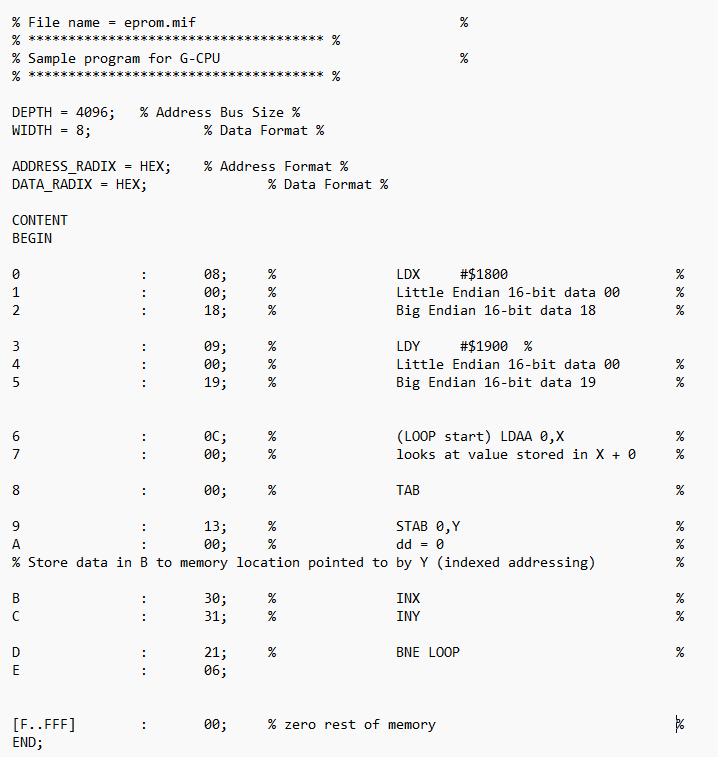 % File name = eprom.mif                                 %
% ************************************* %
% Sample program for G-CPU                              %
% ************************************* %
DEPTH = 4096;   % Address Bus Size %
WIDTH = 8;              % Data Format %
ADDRESS_RADIX = HEX;    % Address Format %
DATA_RADIX = HEX;               % Data Format %
CONTENT
BEGIN
0               :       08;     %               LDX     #$1800                     %
1               :       00;     %               Little Endian 16-bit data 00       %
2               :       18;     %               Big Endian 16-bit data 18          %
3               :       09;     %               LDY     #$1900  %
4               :       00;     %               Little Endian 16-bit data 00       %
5               :       19;     %               Big Endian 16-bit data 19          %
6               :       0C;     %               (LOOP start) LDAA 0,X              %
7               :       00;     %               looks at value stored in X + 0     %
8               :       00;     %               TAB                                %
9               :       13;     %               STAB 0,Y                           %
A               :       00;     %               dd = 0                             %
% Store data in B to memory location pointed to by Y (indexed addressing)          %
B               :       30;     %               INX                                %
C               :       31;     %               INY                                %
D               :       21;     %               BNE LOOP                           %
E               :       06;
[F..FFF]        :       00;     % zero rest of memory                              %
END;